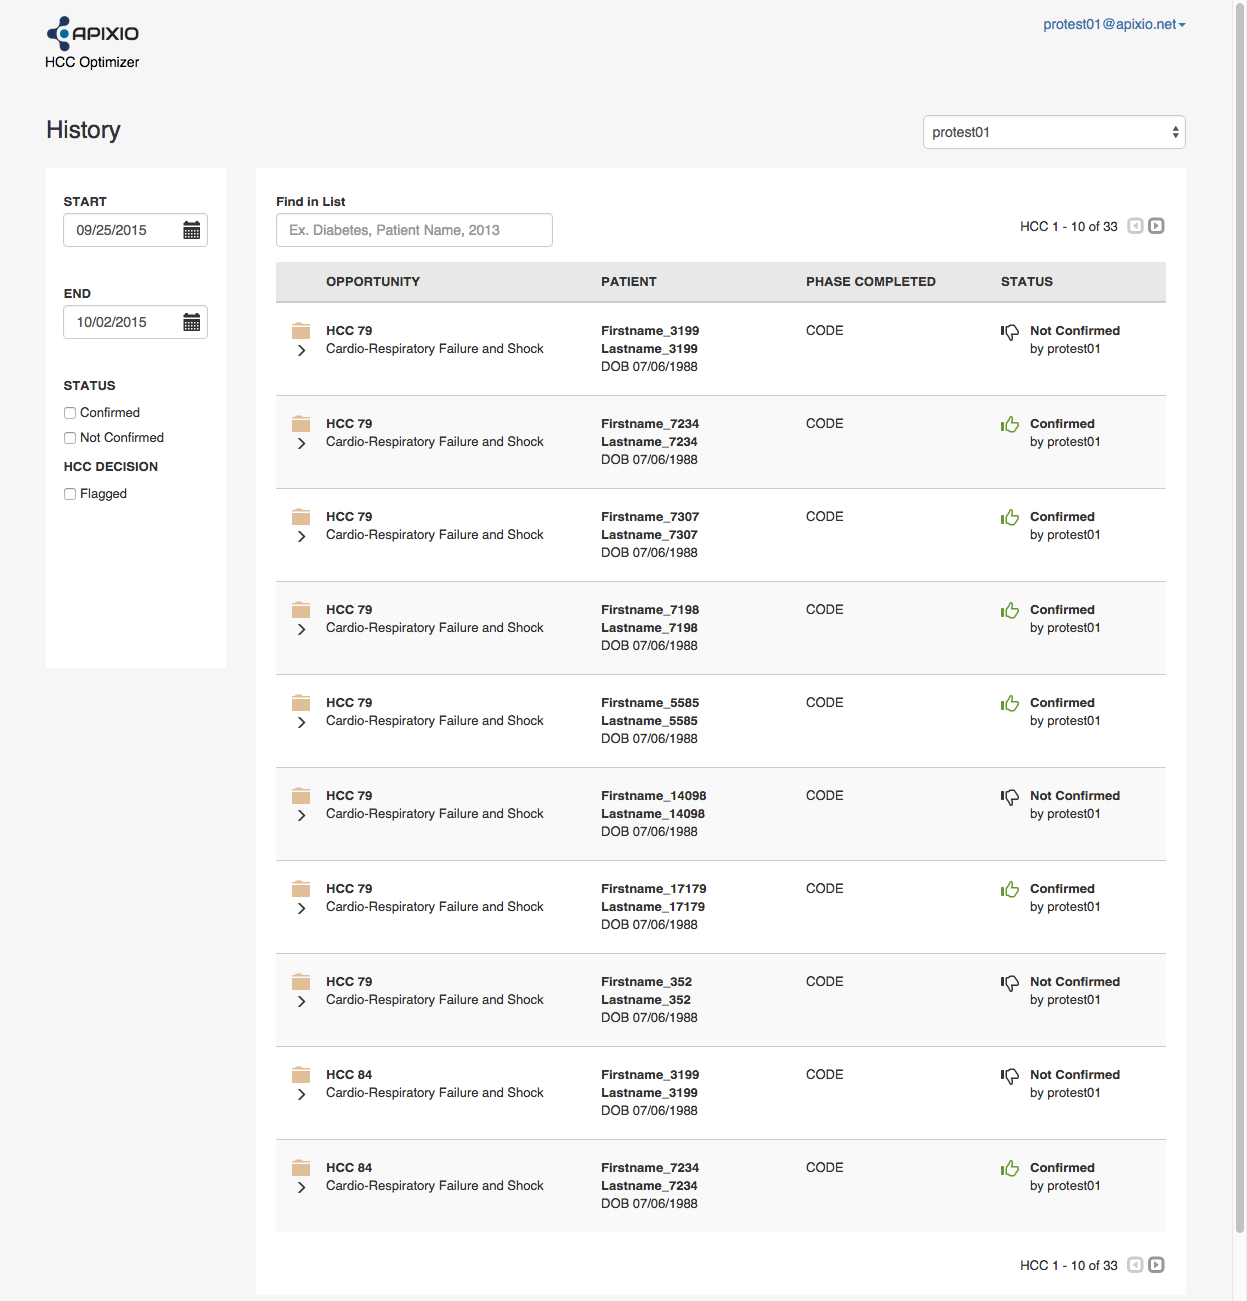 APIXIO
HCC Optimizer
protest01@apixio.net
History
protest01
START
09/25/2015
END
10/02/2015
STATUS
Confirmed
Not Confirmed
HCC DECISION
Flagged
Find in List
Ex. Diabetes, Patient Name, 2013
HCC 1 - 10 of 33
OPPORTUNITY PATIENT PHASE COMPLETED STATUS
HCC 79 Firstname_3199 CODE Not Confirmed
Cardio-Respiratory Failure and Shock Lastname_3199 by protest01
DOB 07/06/1988
HCC 79 Firstname_7234 CODE Confirmed
Cardio-Respiratory Failure and Shock Lastname_7234 by protest01
DOB 07/06/1988
HCC 79 Firstname_7307 CODE Confirmed
Cardio-Respiratory Failure and Shock Lastname_7307 by protest01
DOB 07/06/1988
HCC 79 Firstname_7198 CODE Confirmed
Cardio-Respiratory Failure and Shock Lastname_7198 by protest01
DOB 07/06/1988
HCC 79 Firstname_5585 CODE Confirmed
Cardio-Respiratory Failure and Shock Lastname_5585 by protest01
DOB 07/06/1988
HCC 79 Firstname_14098 CODE Not Confirmed
Cardio-Respiratory Failure and Shock Lastname_14098 by protest01
DOB 07/06/1988
HCC 79 Firstname_17179 CODE Confirmed
Cardio-Respiratory Failure and Shock Lastname_17179 by protest01
DOB 07/06/1988
HCC 79 Firstname_352 CODE Not Confirmed
Cardio-Respiratory Failure and Shock Lastname_352 by protest01
DOB 07/06/1988
HCC 84 Firstname_3199 CODE Not Confirmed
Cardio-Respiratory Failure and Shock Lastname_3199 by protest01
DOB 07/06/1988
HCC 84 Firstname_7234 CODE Confirmed
Cardio-Respiratory Failure and Shock Lastname_7234 by protest01
DOB 07/06/1988
HCC 1 - 10 of 33